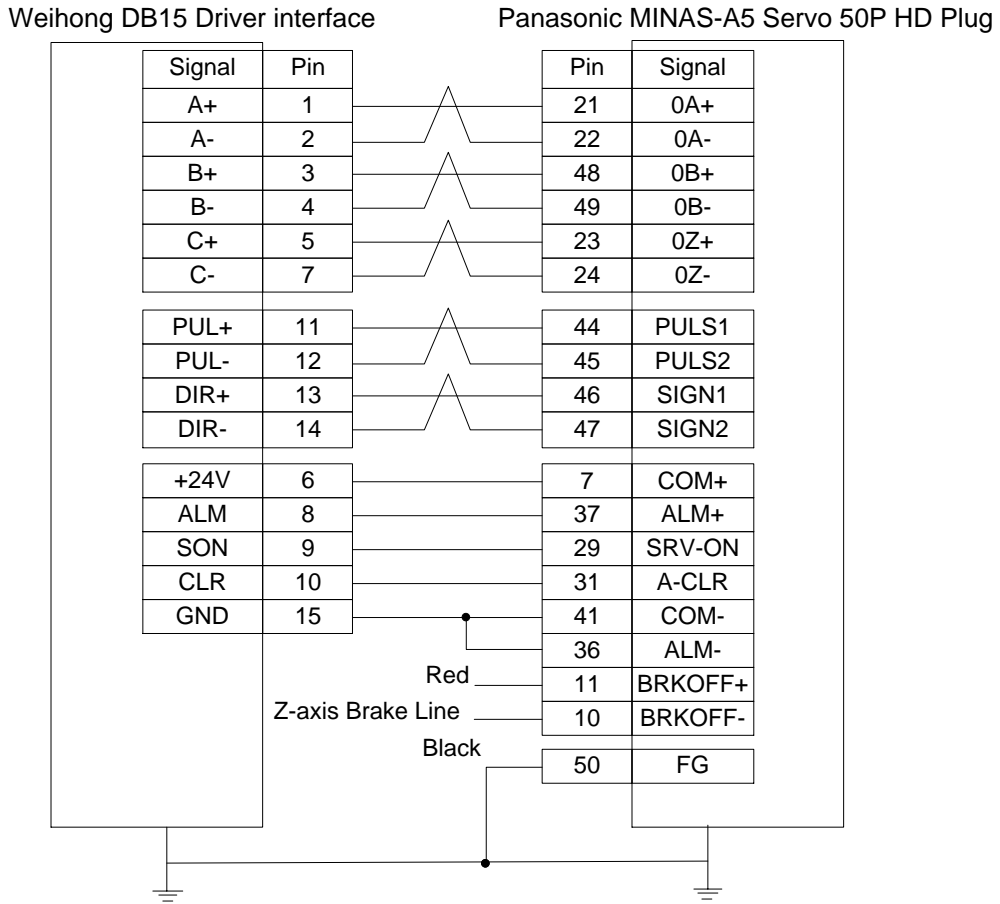 Weihong DB15 Driver interface Panasonic MINAS-A5 Servo 50P HD Plug
Signal Pin Pin Signal
A+ 1 21 0A+
A- 2 22 0A-
B+ 3 48 0B+
B- 4 49 0B-
C+ 5 23 0Z+
C- 7 24 0Z-
PUL+ 11 44 PULS1
PUL- 12 45 PULS2
DIR+ 13 46 SIGN1
DIR- 14 47 SIGN2
+24V 6 7 COM+
ALM 8 37 ALM+
SON 9 29 SRV-ON
CLR 10 31 A-CLR
GND 15 41 COM-
36 ALM-
Red 11 BRKOFF+
Z-axis Brake Line 10 BRKOFF-
Black
50 FG